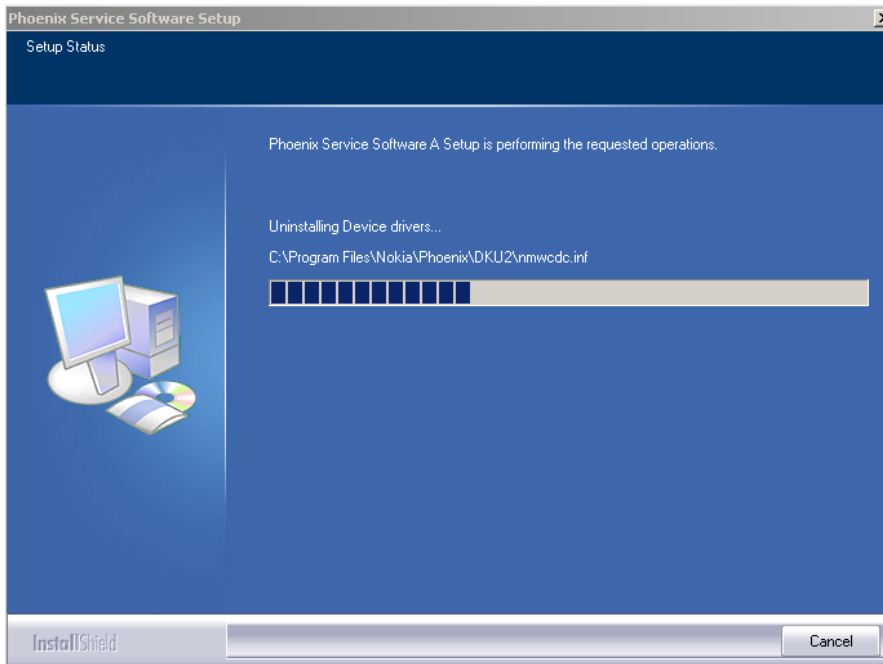 Phoenix Service Software Setup
Setup Status
Phoenix Service Software A Setup is performing the requested operations.
Uninstalling Device drivers...
C:\Program Files\Nokia\Phoenix\DKU2\nmwcdc.inf
InstallShield
Cancel